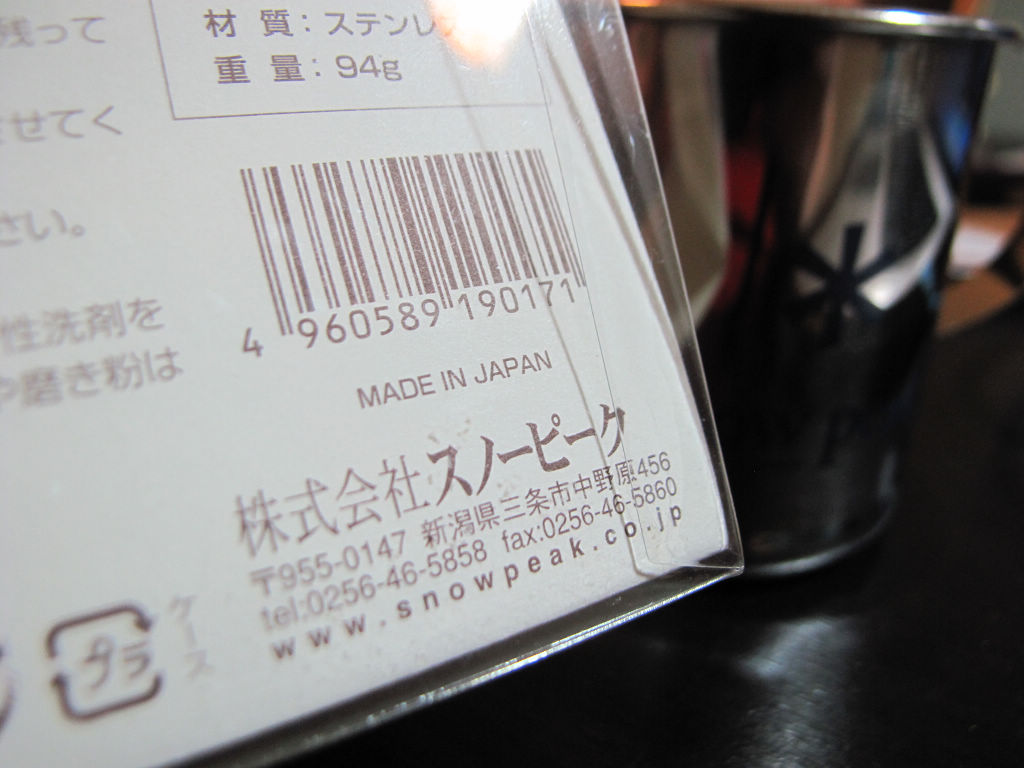 残って
材 質：ステンレ
重 量：94g
させてく
さい。
性洗剤を
や磨き粉は
4 960589 190171
MADE IN JAPAN
株式会社スノーピーク
〒955-0147 新潟県三条市中野原456
tel:0256-46-5858 fax:0256-46-5860
www.snowpeak.co.jp
プラ
ケース